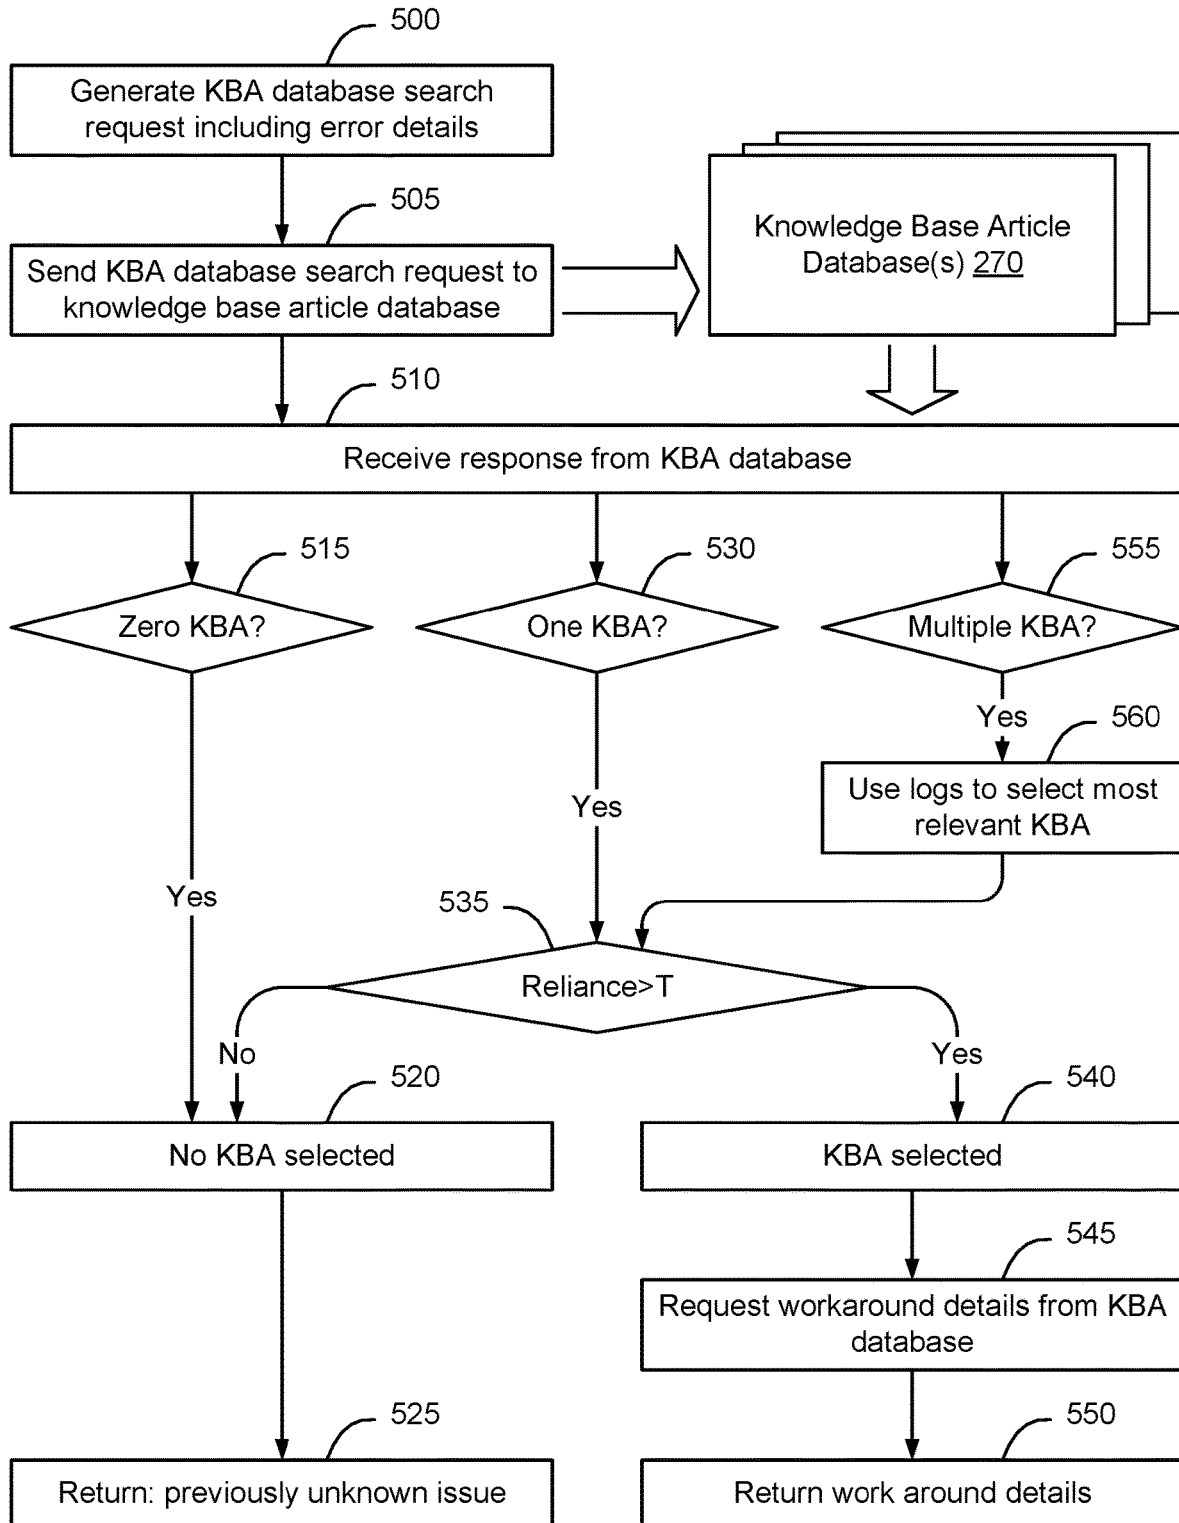 500
Generate KBA database search
request including error details
505
Send KBA database search request to
knowledge base article database
Knowledge Base Article
Database(s) 270
510
Receive response from KBA database
515
Zero KBA?
530
One KBA?
555
Multiple KBA?
Yes
560
Use logs to select most
relevant KBA
Yes
Yes
535
Reliance>T
No
Yes
520
No KBA selected
540
KBA selected
545
Request workaround details from KBA
database
525
Return: previously unknown issue
550
Return work around details